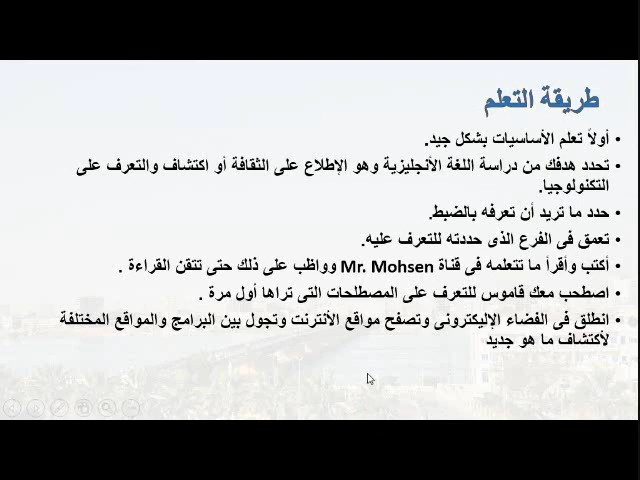 طريقة التعلم
• أولاً تعلم الأساسيات بشكل جيد.
• تحدد هدفك من دراسة اللغة الأنجليزية وهو الإطلاع على الثقافة أو اكتشاف والتعرف على
التكنولوجيا.
• حدد ما تريد أن تعرفه بالضبط.
• تعمق فى الفرع الذى حددته للتعرف عليه.
• أكتب وأقرأ ما تتعلمه فى قناة Mr. Mohsen وواظب على ذلك حتى تتقن القراءة .
• اصطحب معك قاموس للتعرف على المصطلحات التى تراها أول مرة .
• انطلق فى الفضاء الإليكترونى وتصفح مواقع الأنترنت وتجول بين البرامج والمواقع المختلفة
لأكتشاف ما هو جديد